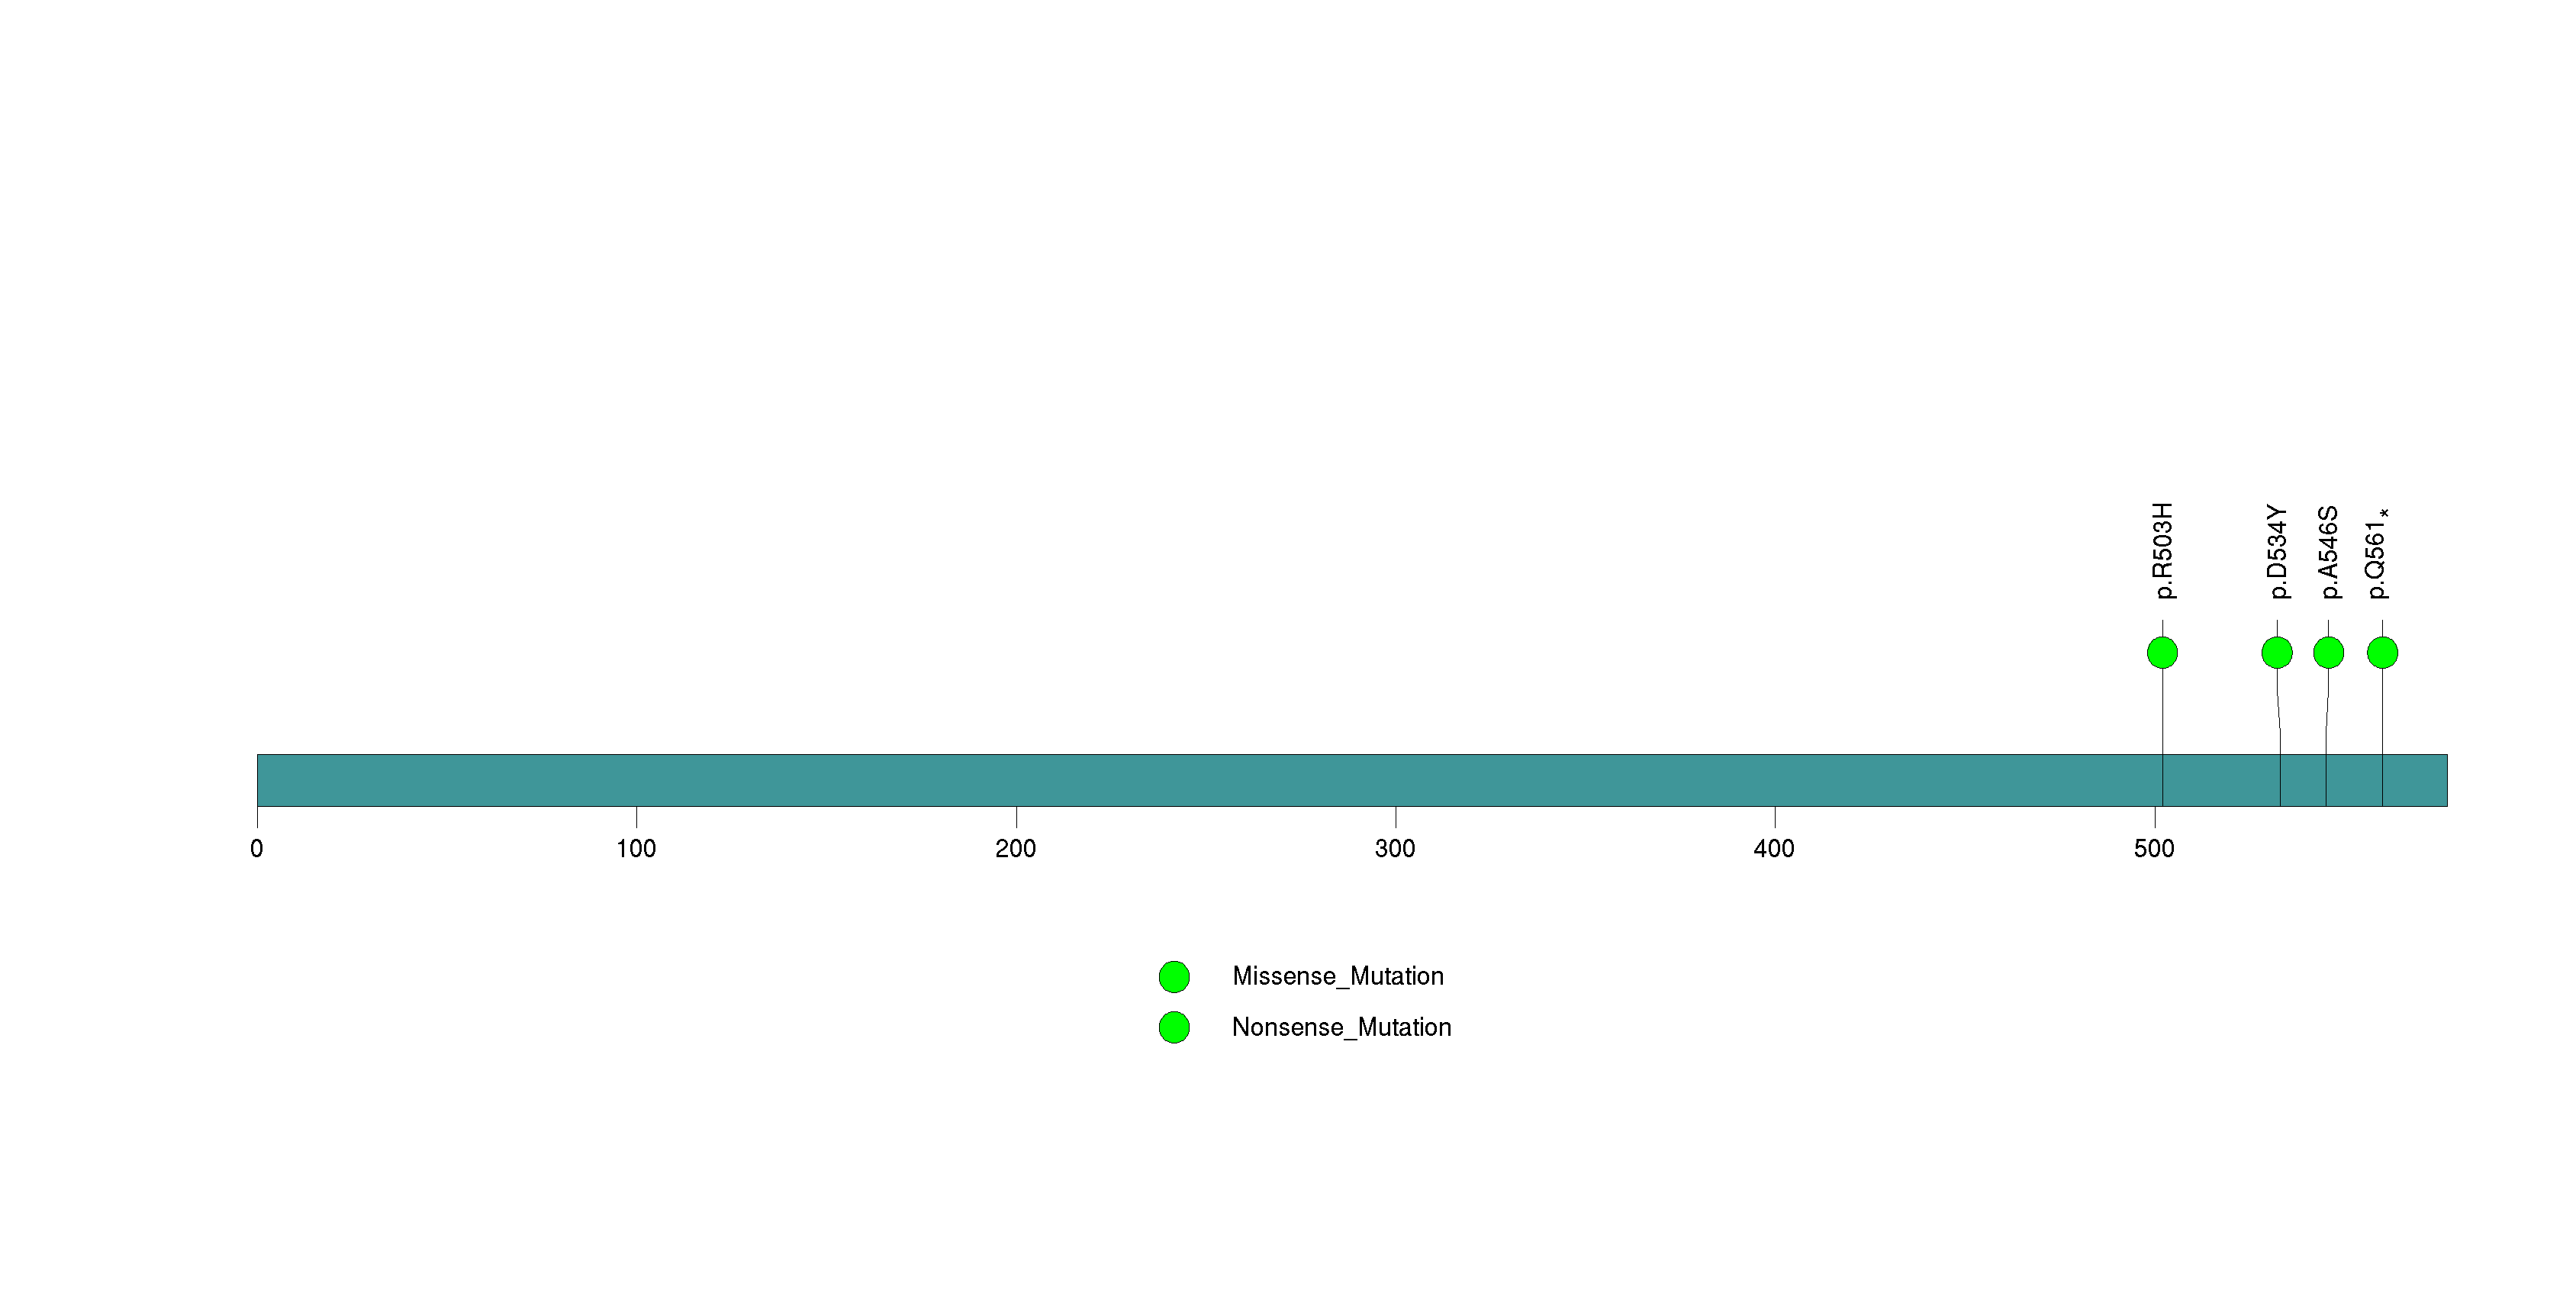 p.R503H
p.D534Y
p.A546S
p.Q561*
0 100 200 300 400 500
Missense_Mutation
Nonsense_Mutation